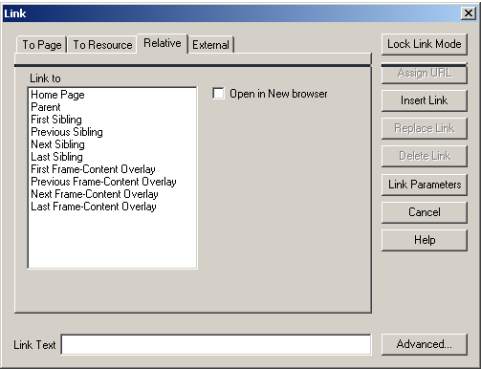 Link
To Page
To Resource
Relative
External
Lock Link Mode
Link to
Home Page
Parent
First Sibling
Previous Sibling
Next Sibling
Last Sibling
First Frame-Content Overlay
Previous Frame-Content Overlay
Next Frame-Content Overlay
Last Frame-Content Overlay
Open in New browser
Assign URL
Insert Link
Replace Link
Delete Link
Link Parameters
Cancel
Help
Link Text
Advanced...